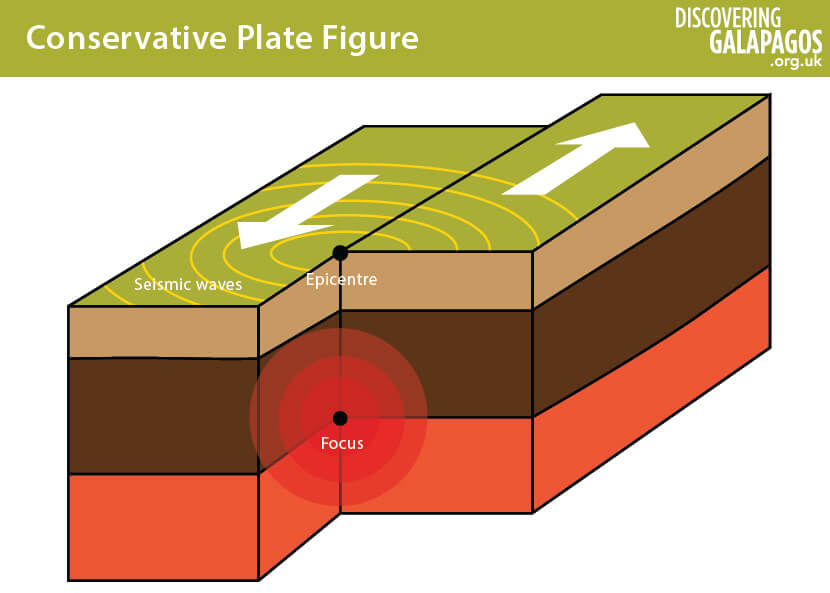 Conservative Plate Figure
DISCOVERING
GALAPAGOS
.org.uk
Seismic waves
Epicentre
Focus